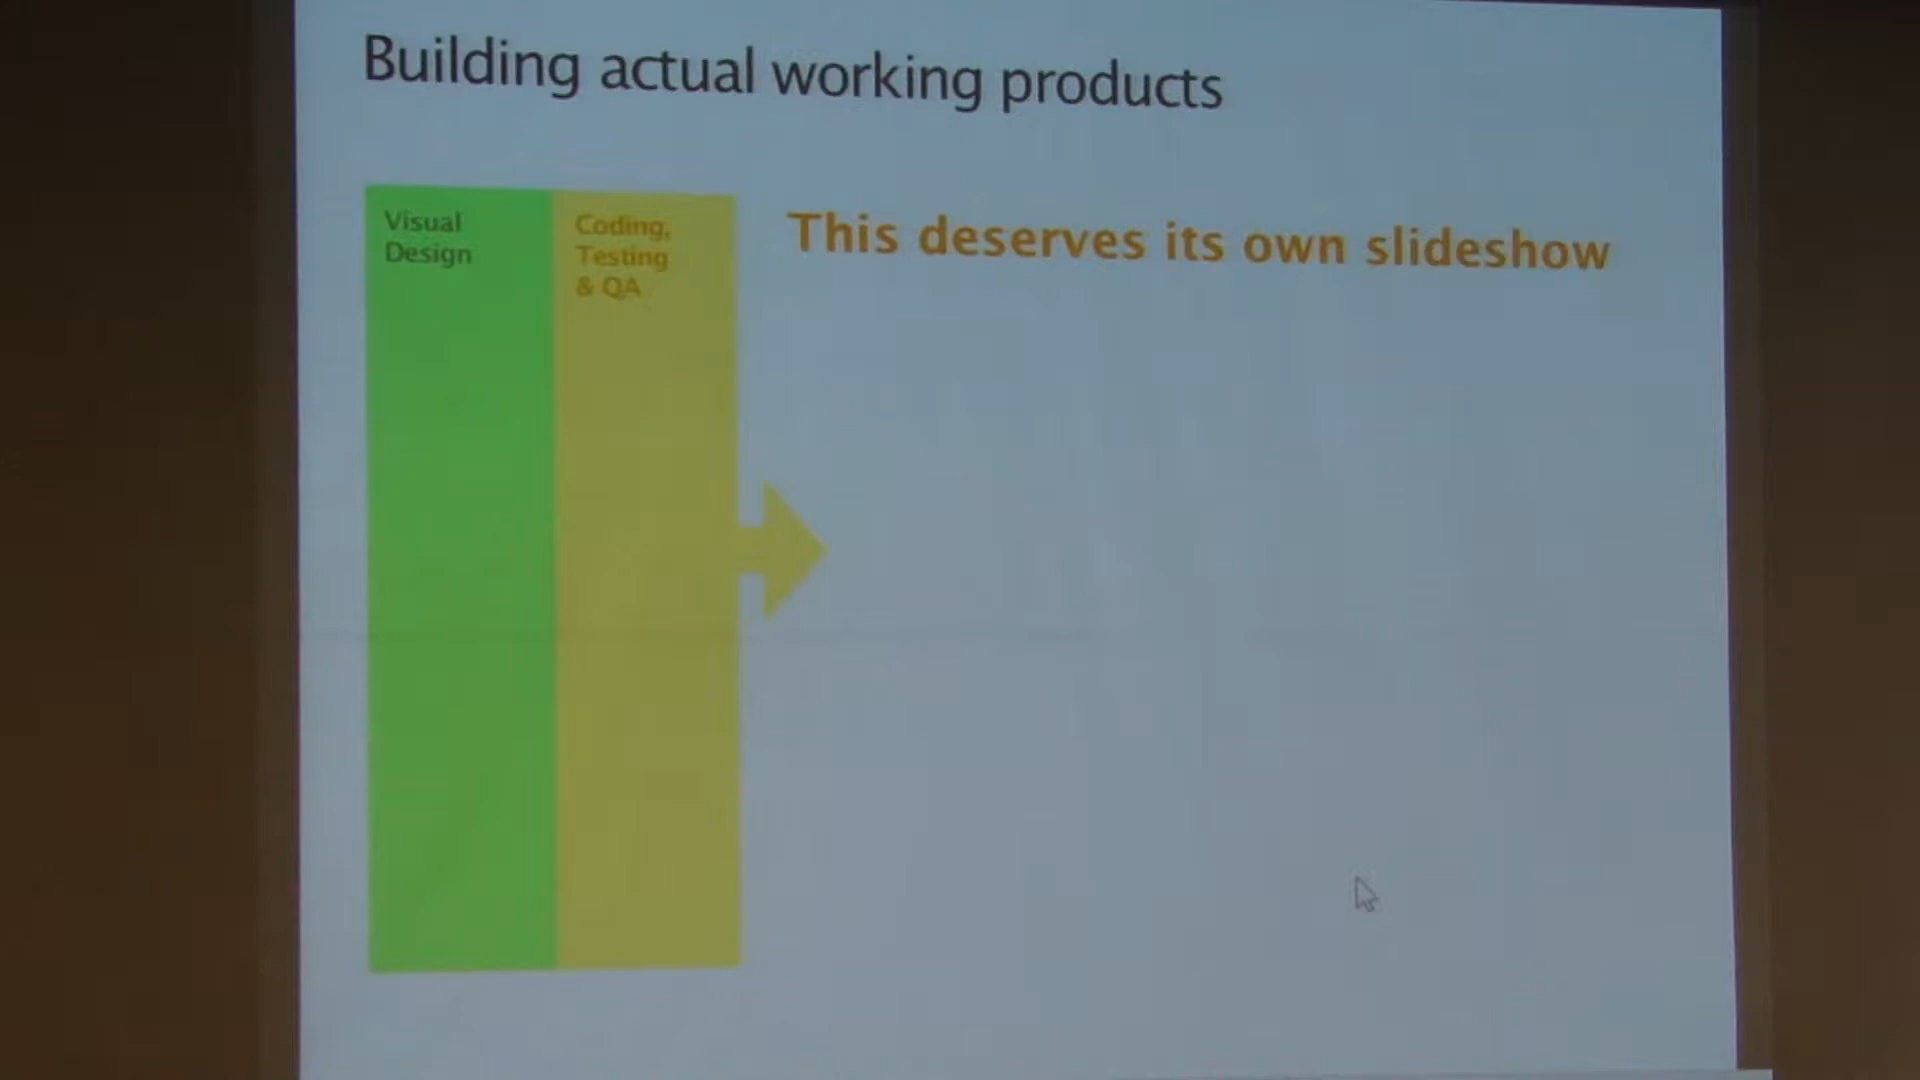 Building actual working products
Visual
Design
Coding,
Testing
& QA
This deserves its own slideshow